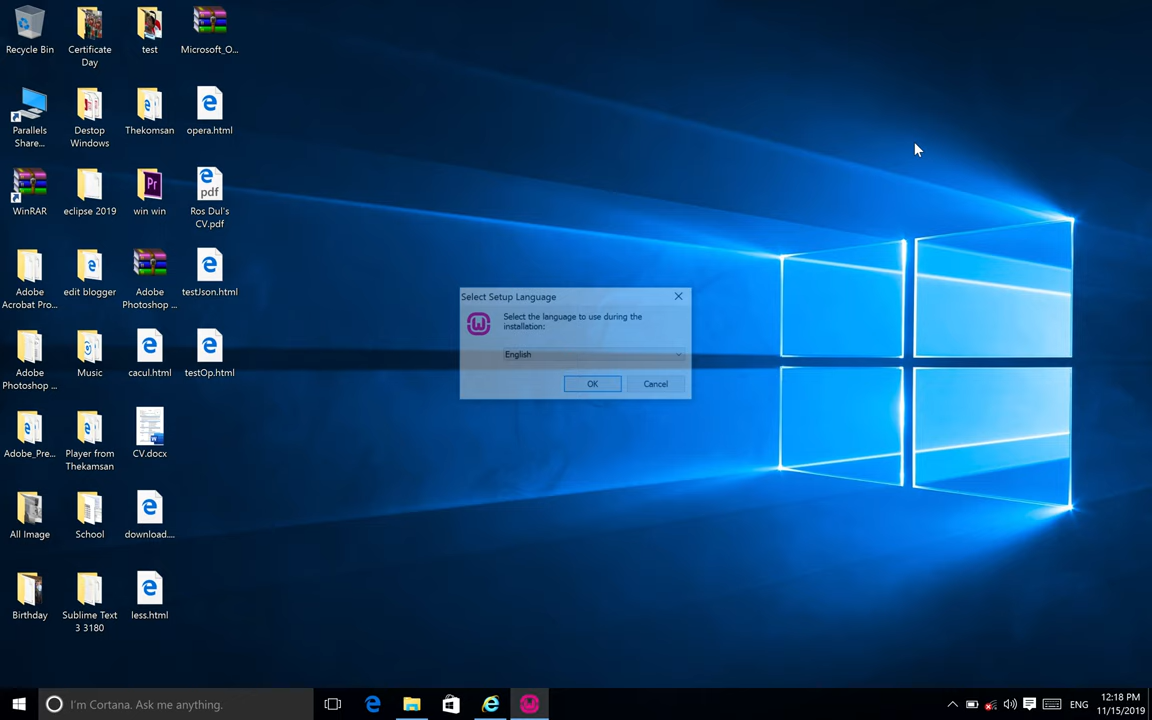 Recycle Bin
Certificate
Day
test
Microsoft_O...
Parallels
Share...
Destop
Windows
Thekomsan
opera.html
WinRAR
eclipse 2019
Pr
win win
pdf
Ros Dul's
CV.pdf
Adobe
Acrobat Pro...
edit blogger
Adobe
Photoshop ...
testJson.html
Adobe
Photoshop ...
Music
cacul.html
testOp.html
Adobe_Pre...
Player from
Thekamsan
CV.docx
All Image
School
download....
Birthday
Sublime Text
3 3180
less.html
Select Setup Language
Select the language to use during the
installation:
English
OK
Cancel
I'm Cortana. Ask me anything.
ENG
12:18 PM
11/15/2019